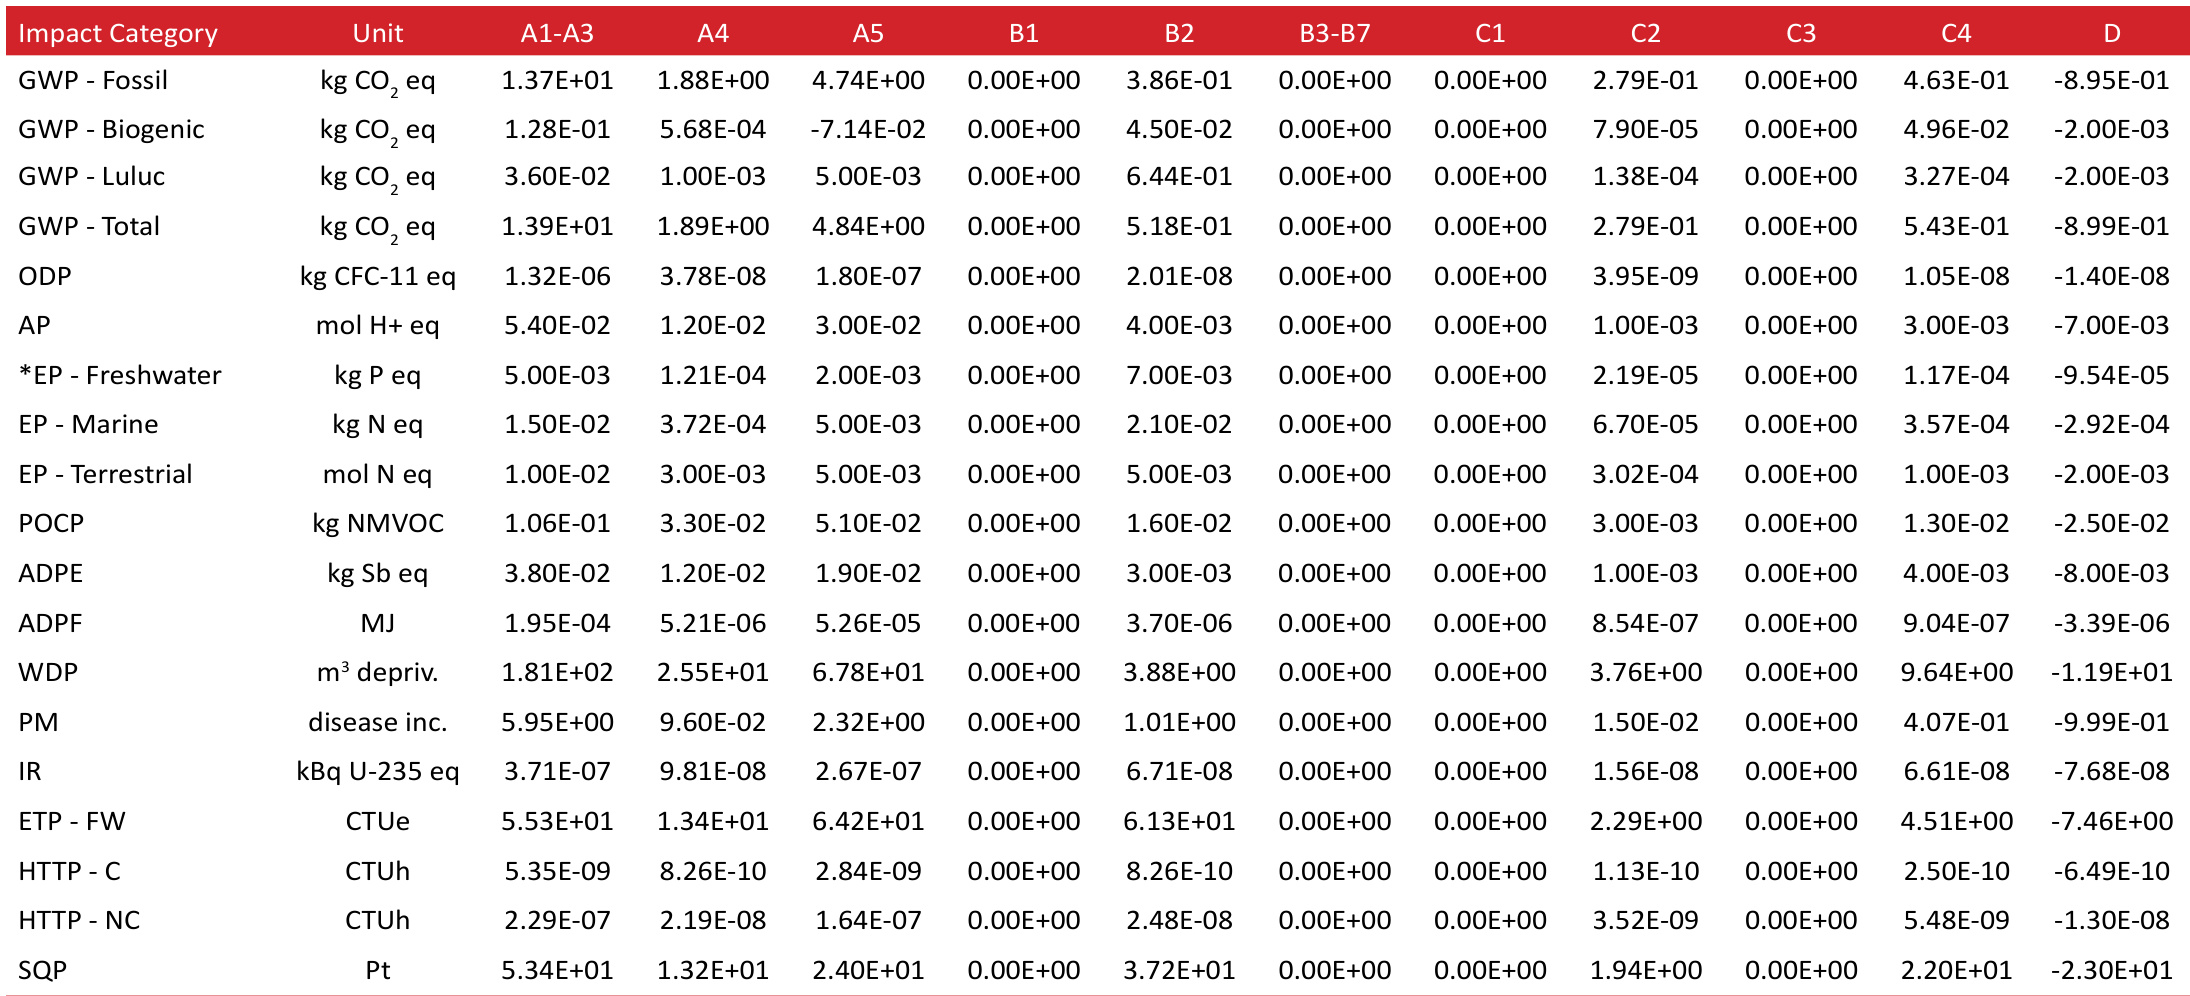 Impact Category Unit A1-A3 A4 A5 B1 B2 B3-B7 C1 C2 C3 C4 D
GWP - Fossil kg CO₂ eq 1.37E+01 1.88E+00 4.74E+00 0.00E+00 3.86E-01 0.00E+00 0.00E+00 2.79E-01 0.00E+00 4.63E-01 -8.95E-01
GWP - Biogenic kg CO₂ eq 1.28E-01 5.68E-04 -7.14E-02 0.00E+00 4.50E-02 0.00E+00 0.00E+00 7.90E-05 0.00E+00 4.96E-02 -2.00E-03
GWP - Luluc kg CO₂ eq 3.60E-02 1.00E-03 5.00E-03 0.00E+00 6.44E-01 0.00E+00 0.00E+00 1.38E-04 0.00E+00 3.27E-04 -2.00E-03
GWP - Total kg CO₂ eq 1.39E+01 1.89E+00 4.84E+00 0.00E+00 5.18E-01 0.00E+00 0.00E+00 2.79E-01 0.00E+00 5.43E-01 -8.99E-01
ODP kg CFC-11 eq 1.32E-06 3.78E-08 1.80E-07 0.00E+00 2.01E-08 0.00E+00 0.00E+00 3.95E-09 0.00E+00 1.05E-08 -1.40E-08
AP mol H+ eq 5.40E-02 1.20E-02 3.00E-02 0.00E+00 4.00E-03 0.00E+00 0.00E+00 1.00E-03 0.00E+00 3.00E-03 -7.00E-03
*EP - Freshwater kg P eq 5.00E-03 1.21E-04 2.00E-03 0.00E+00 7.00E-03 0.00E+00 0.00E+00 2.19E-05 0.00E+00 1.17E-04 -9.54E-05
EP - Marine kg N eq 1.50E-02 3.72E-04 5.00E-03 0.00E+00 2.10E-02 0.00E+00 0.00E+00 6.70E-05 0.00E+00 3.57E-04 -2.92E-04
EP - Terrestrial mol N eq 1.00E-02 3.00E-03 5.00E-03 0.00E+00 5.00E-03 0.00E+00 0.00E+00 3.02E-04 0.00E+00 1.00E-03 -2.00E-03
POCP kg NMVOC 1.06E-01 3.30E-02 5.10E-02 0.00E+00 1.60E-02 0.00E+00 0.00E+00 3.00E-03 0.00E+00 1.30E-02 -2.50E-02
ADPE kg Sb eq 3.80E-02 1.20E-02 1.90E-02 0.00E+00 3.00E-03 0.00E+00 0.00E+00 1.00E-03 0.00E+00 4.00E-03 -8.00E-03
ADPF MJ 1.95E-04 5.21E-06 5.26E-05 0.00E+00 3.70E-06 0.00E+00 0.00E+00 8.54E-07 0.00E+00 9.04E-07 -3.39E-06
WDP m³ depriv. 1.81E+02 2.55E+01 6.78E+01 0.00E+00 3.88E+00 0.00E+00 0.00E+00 3.76E+00 0.00E+00 9.64E+00 -1.19E+01
PM disease inc. 5.95E+00 9.60E-02 2.32E+00 0.00E+00 1.01E+00 0.00E+00 0.00E+00 1.50E-02 0.00E+00 4.07E-01 -9.99E-01
IR kBq U-235 eq 3.71E-07 9.81E-08 2.67E-07 0.00E+00 6.71E-08 0.00E+00 0.00E+00 1.56E-08 0.00E+00 6.61E-08 -7.68E-08
ETP - FW CTUe 5.53E+01 1.34E+01 6.42E+01 0.00E+00 6.13E+01 0.00E+00 0.00E+00 2.29E+00 0.00E+00 4.51E+00 -7.46E+00
HTTP - C CTUh 5.35E-09 8.26E-10 2.84E-09 0.00E+00 8.26E-10 0.00E+00 0.00E+00 1.13E-10 0.00E+00 2.50E-10 -6.49E-10
HTTP - NC CTUh 2.29E-07 2.19E-08 1.64E-07 0.00E+00 2.48E-08 0.00E+00 0.00E+00 3.52E-09 0.00E+00 5.48E-09 -1.30E-08
SQP Pt 5.34E+01 1.32E+01 2.40E+01 0.00E+00 3.72E+01 0.00E+00 0.00E+00 1.94E+00 0.00E+00 2.20E+01 -2.30E+01